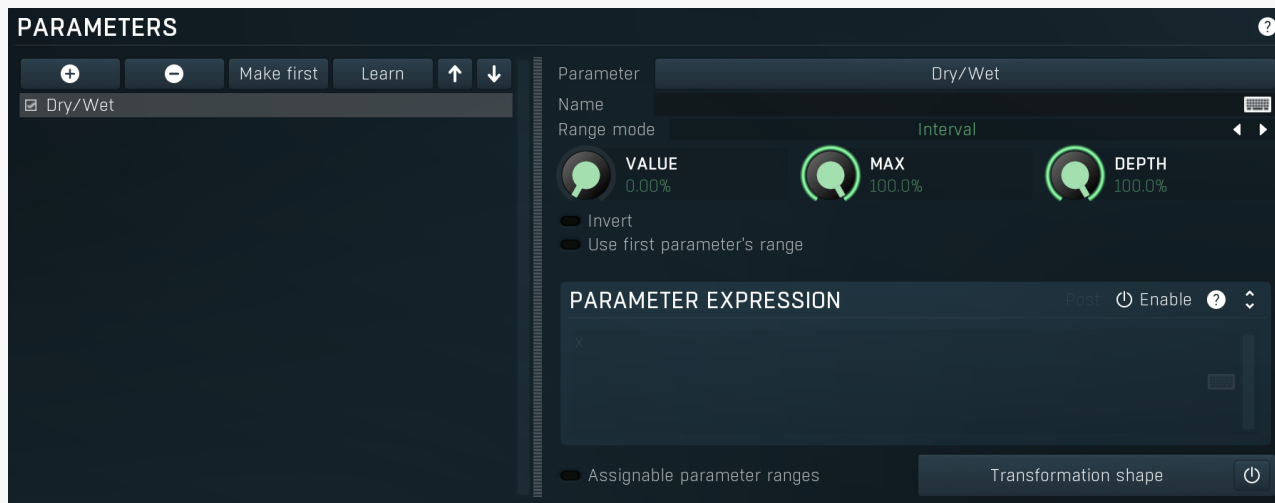 PARAMETERS
?
Make first Learn
Dry/Wet
Parameter Dry/Wet
Name
Range mode Interval
VALUE
0.00%
MAX
100.0%
DEPTH
100.0%
Invert
Use first parameter's range
PARAMETER EXPRESSION Post Enable ?
x
Assignable parameter ranges Transformation shape